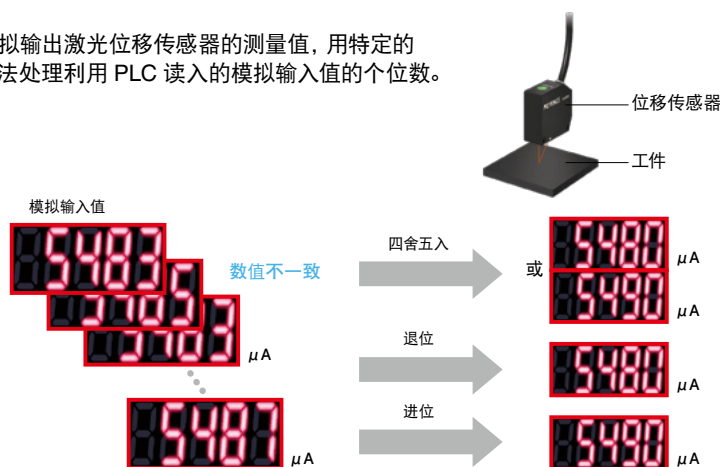 拟输出激光位移传感器的测量值，用特定的
法处理利用 PLC 读入的模拟输入值的个位数。
位移传感器
工件
模拟输入值
5483
数值不一致
μA
5487
μA
四舍五入
或
5480
μA
5490
μA
退位
5480
μA
进位
5490
μA